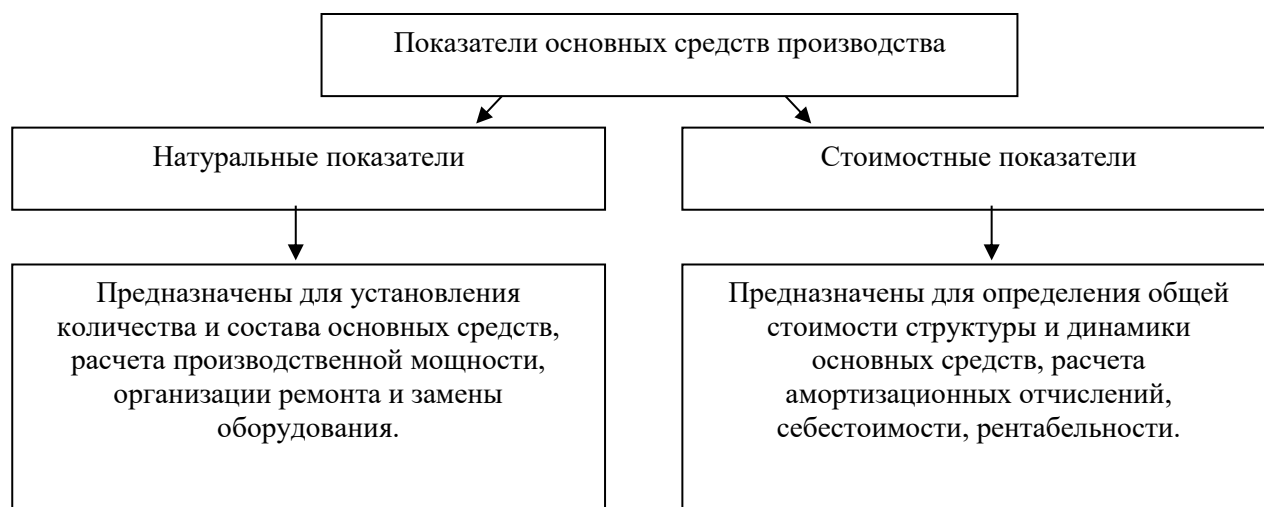 Показатели основных средств производства
Натуральные показатели
Стоимостные показатели
Предназначены для установления
количества и состава основных средств,
расчета производственной мощности,
организации ремонта и замены
оборудования.
Предназначены для определения общей
стоимости структуры и динамики
основных средств, расчета
амортизационных отчислений,
себестоимости, рентабельности.